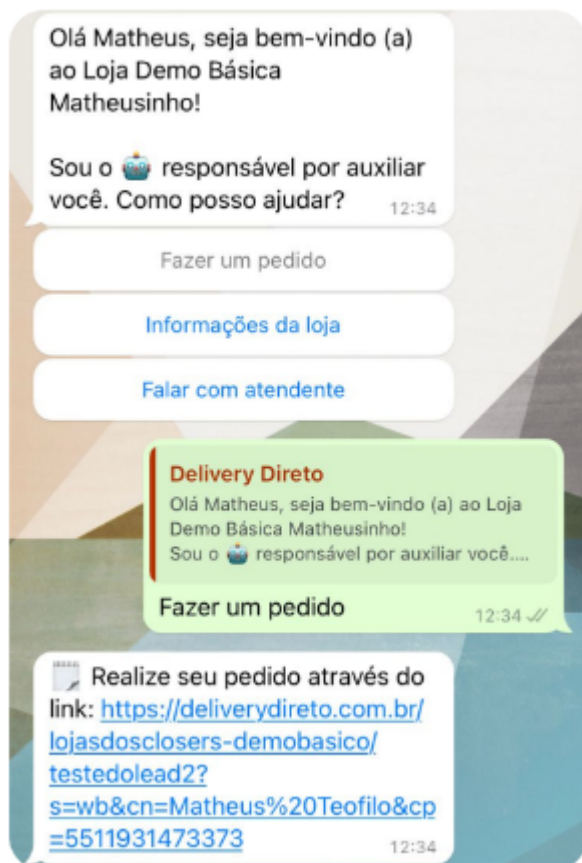 Olá Matheus, seja bem-vindo (a)
ao Loja Demo Básica
Matheusinho!
Sou o 🤖 responsável por auxiliar
você. Como posso ajudar? 12:34
Fazer um pedido
Informações da loja
Falar com atendente
Delivery Direto
Olá Matheus, seja bem-vindo (a) ao Loja
Demo Básica Matheusinho!
Sou o 🤖 responsável por auxiliar você....
Fazer um pedido 12:34
🗒️ Realize seu pedido através do
link: https://deliverydireto.com.br/
lojasdosclosers-demobasico/
testedolead2?
s=wb&cn=Matheus%20Teofilo&cp
=5511931473373 12:34